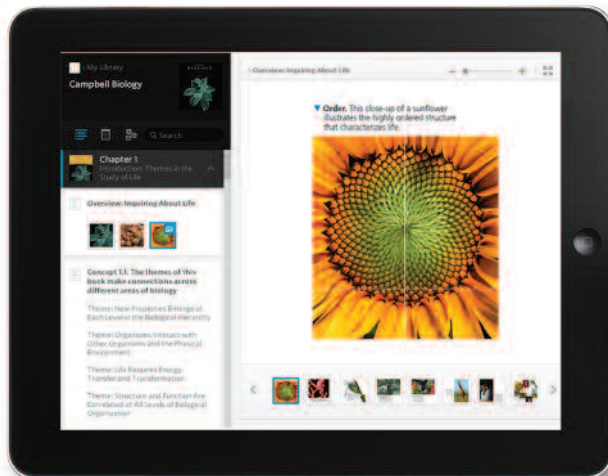 My Library
Campbell Biology
Search
Chapter 1
Introduction: Themes in the
Study of Life
Overview: Inquiring About Life
Concept 1.1: The themes of this
book make connections across
different areas of biology
Theme: New Properties Emerge at
Each Level in the Biological Hierarchy
Theme: Organisms Interact with
Other Organisms and the Physical
Environment
Theme: Life Requires Energy
Transfer and Transformation
Theme: Structure and Function Are
Correlated at All Levels of Biological
Organization
‹ Overview: Inquiring About Life
▼ Order. This close-up of a sunflower
illustrates the highly ordered structure
that characterizes life.